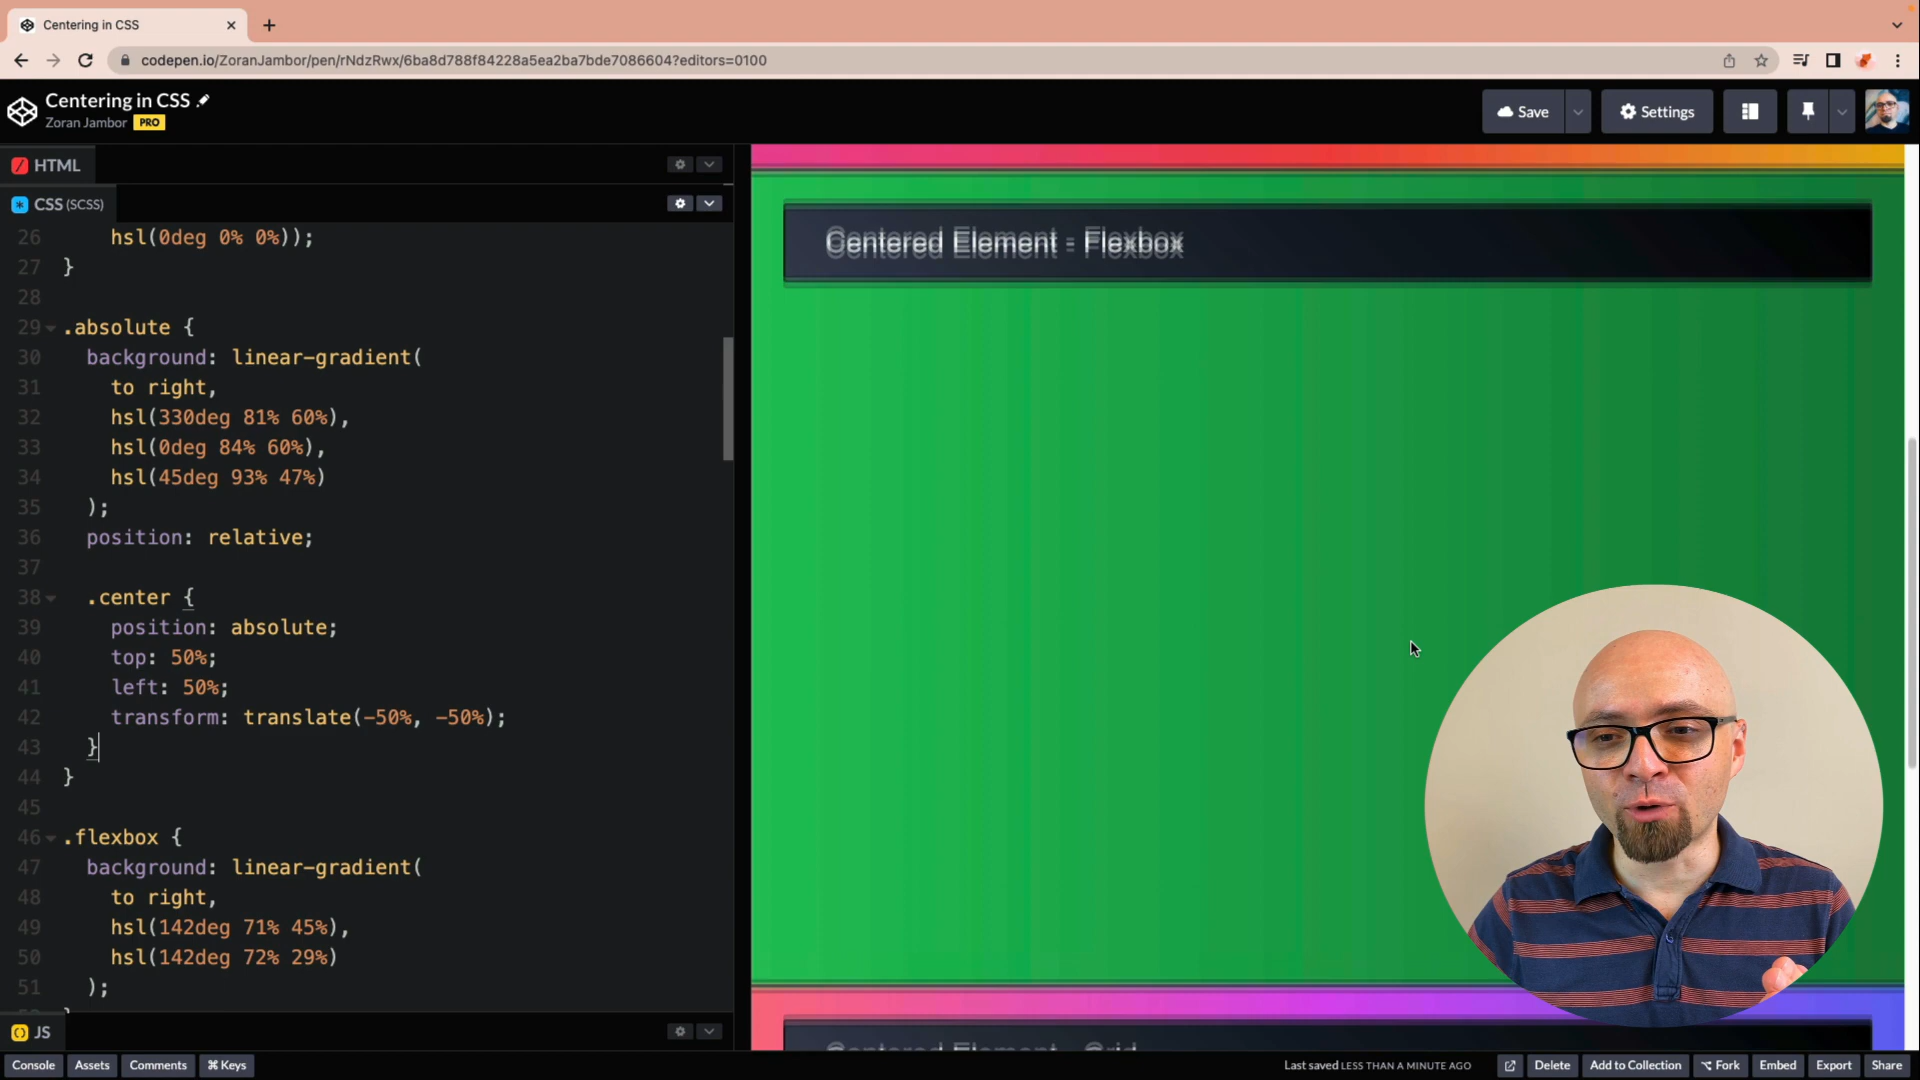 Centering in CSS
codepen.io/ZoranJambor/pen/rNdzRwx/6ba8d788f84228a5ea2ba7bde7086604?editors=0100
Centering in CSS
Zoran Jambor PRO
Save
Settings
HTML
CSS (SCSS)
26 hsl(0deg 0% 0%));
27 }
28
29 .absolute {
30 background: linear-gradient(
31 to right,
32 hsl(330deg 81% 60%),
33 hsl(0deg 84% 60%),
34 hsl(45deg 93% 47%)
35 );
36 position: relative;
37
38 .center {
39 position: absolute;
40 top: 50%;
41 left: 50%;
42 transform: translate(-50%, -50%);
43 }
44 }
45
46 .flexbox {
47 background: linear-gradient(
48 to right,
49 hsl(142deg 71% 45%),
50 hsl(142deg 72% 29%)
51 );
JS
Centered Element - Flexbox
Centered Element - Grid
Console Assets Comments ⌘ Keys
Last saved LESS THAN A MINUTE AGO Delete Add to Collection Fork Embed Export Share